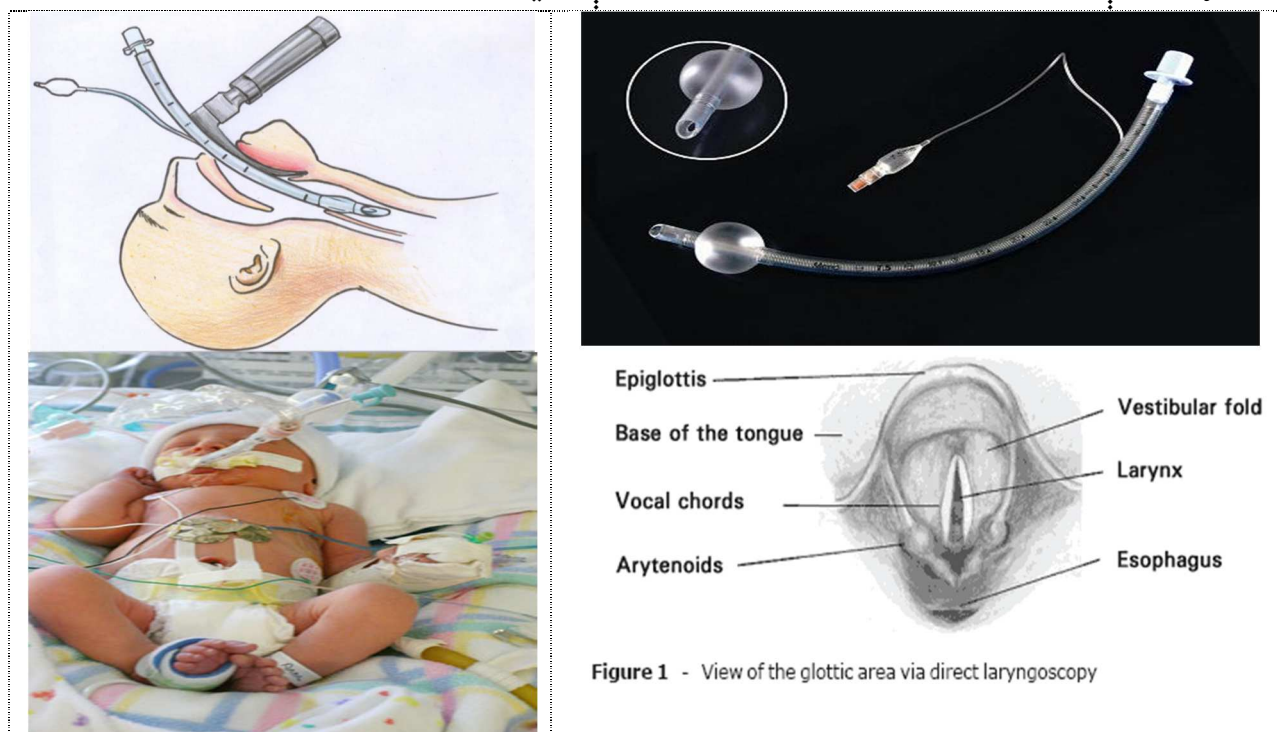 Epiglottis
Vestibular fold
Base of the tongue
Larynx
Vocal chords
Arytenoids
Esophagus
Figure 1 - View of the glottic area via direct laryngoscopy